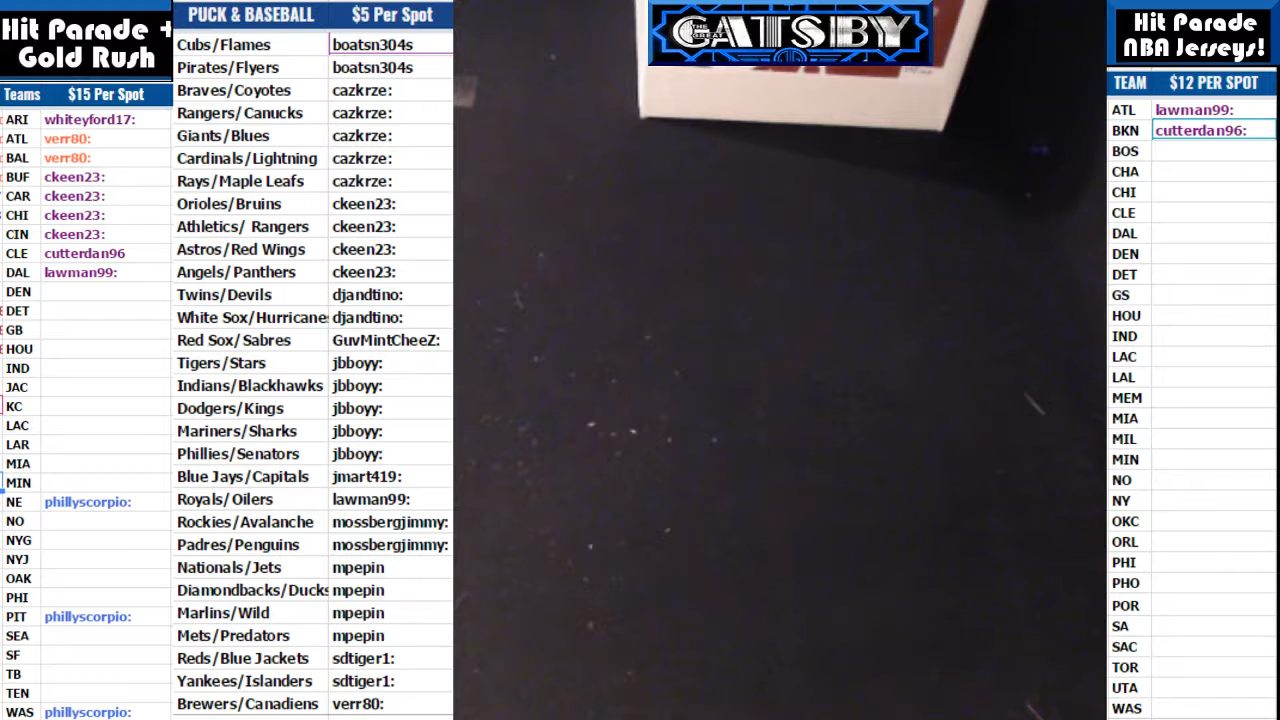 Hit Parade +
Gold Rush
Teams $15 Per Spot
ARI whiteyford17:
ATL verr80:
BAL verr80:
BUF ckeen23:
CAR ckeen23:
CHI ckeen23:
CIN ckeen23:
CLE cutterdan96
DAL lawman99:
DEN
DET
GB
HOU
IND
JAC
KC
LAC
LAR
MIA
MIN
NE phillyscorpio:
NO
NYG
NYJ
OAK
PHI
PIT phillyscorpio:
SEA
SF
TB
TEN
WAS phillyscorpio:
PUCK & BASEBALL $5 Per Spot
Cubs/Flames boatsn304s
Pirates/Flyers boatsn304s
Braves/Coyotes cazkrze:
Rangers/Canucks cazkrze:
Giants/Blues cazkrze:
Cardinals/Lightning cazkrze:
Rays/Maple Leafs cazkrze:
Orioles/Bruins ckeen23:
Athletics/ Rangers ckeen23:
Astros/Red Wings ckeen23:
Angels/Panthers ckeen23:
Twins/Devils djandtino:
White Sox/Hurricane djandtino:
Red Sox/Sabres GuvMintCheeZ:
Tigers/Stars jbboyy:
Indians/Blackhawks jbboyy:
Dodgers/Kings jbboyy:
Mariners/Sharks jbboyy:
Phillies/Senators jbboyy:
Blue Jays/Capitals jmart419:
Royals/Oilers lawman99:
Rockies/Avalanche mossbergjimmy:
Padres/Penguins mossbergjimmy:
Nationals/Jets mpepin
Diamondbacks/Ducks mpepin
Marlins/Wild mpepin
Mets/Predators mpepin
Reds/Blue Jackets sdtiger1:
Yankees/Islanders sdtiger1:
Brewers/Canadiens verr80:
THE GREAT
GATSBY
Hit Parade
NBA Jerseys!
TEAM $12 PER SPOT
ATL lawman99:
BKN cutterdan96:
BOS
CHA
CHI
CLE
DAL
DEN
DET
GS
HOU
IND
LAC
LAL
MEM
MIA
MIL
MIN
NO
NY
OKC
ORL
PHI
PHO
POR
SA
SAC
TOR
UTA
WAS